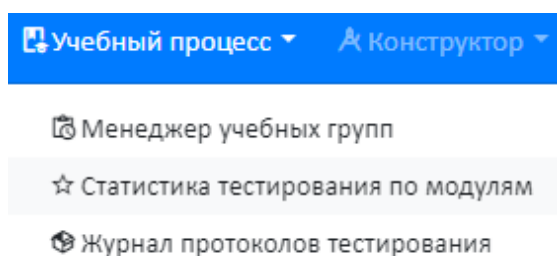 Учебный процесс Конструктор
Менеджер учебных групп
Статистика тестирования по модулям
Журнал протоколов тестирования